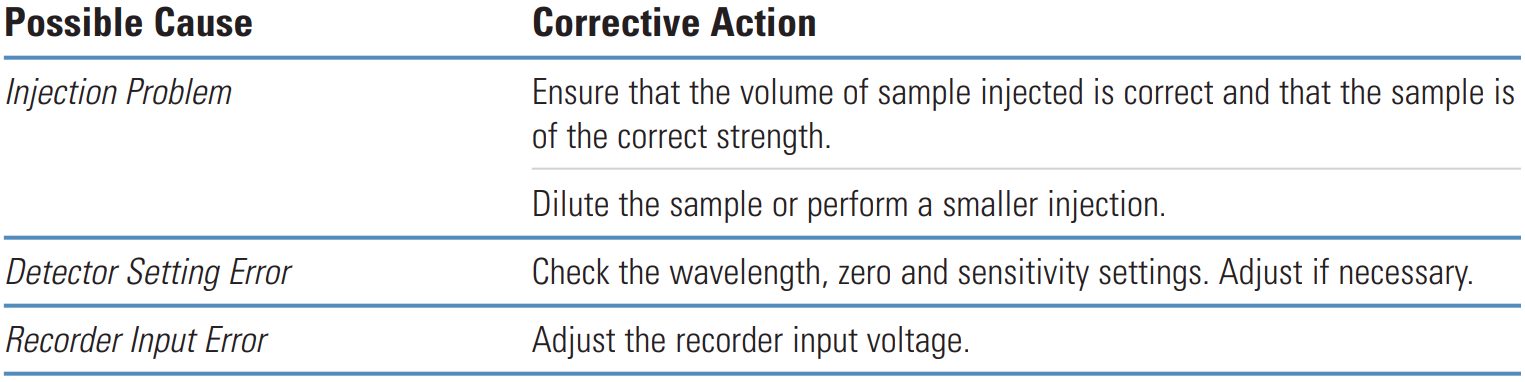 Possible Cause Corrective Action
Injection Problem Ensure that the volume of sample injected is correct and that the sample is
of the correct strength.
Dilute the sample or perform a smaller injection.
Detector Setting Error Check the wavelength, zero and sensitivity settings. Adjust if necessary.
Recorder Input Error Adjust the recorder input voltage.